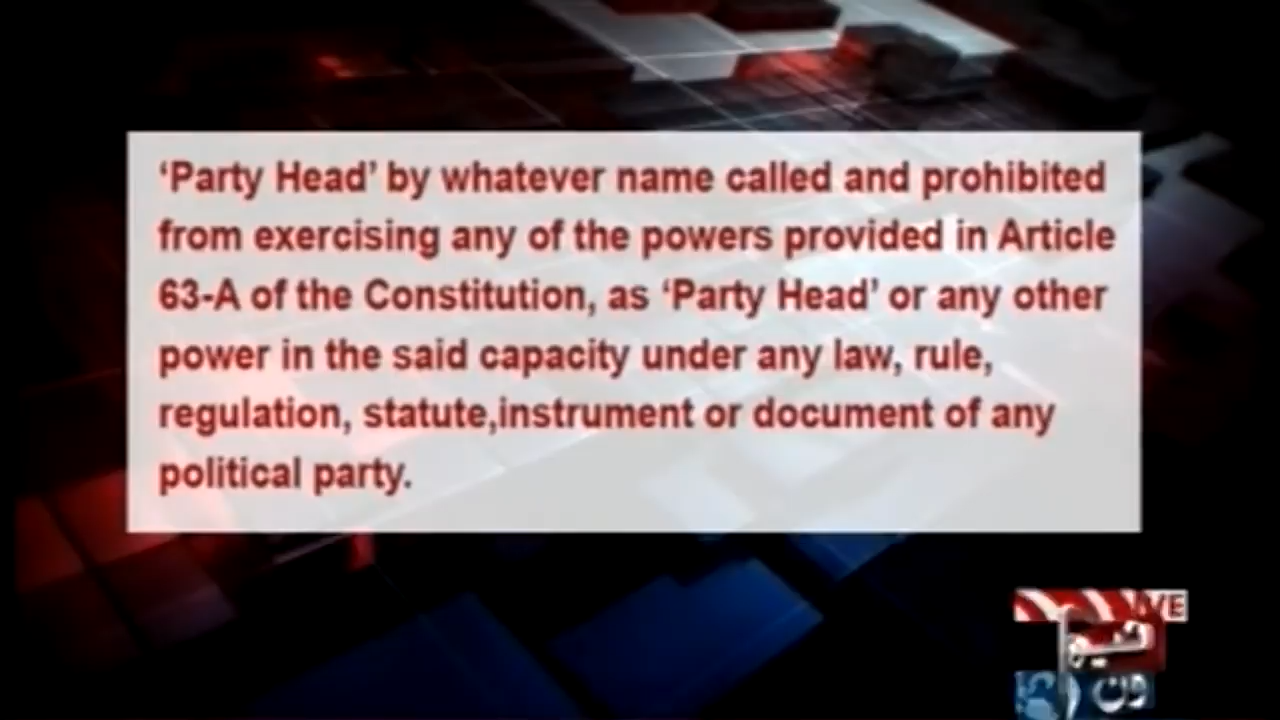 ‘Party Head’ by whatever name called and prohibited
from exercising any of the powers provided in Article
63-A of the Constitution, as ‘Party Head’ or any other
power in the said capacity under any law, rule,
regulation, statute,instrument or document of any
political party.
نیوز
ون